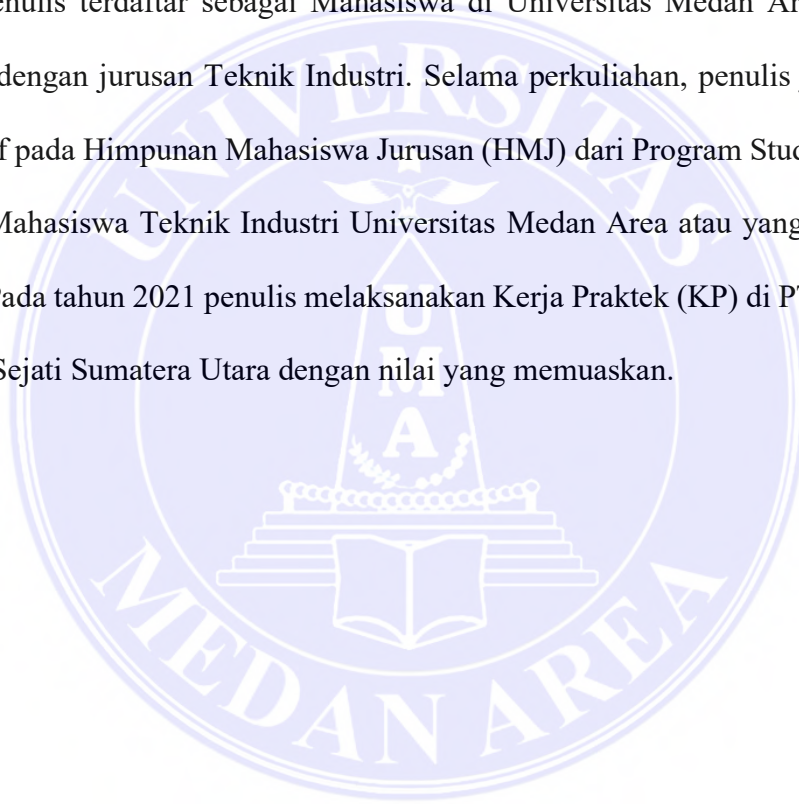 penulis terdaftar sebagai Mahasiswa di Universitas Medan Ar
dengan jurusan Teknik Industri. Selama perkuliahan, penulis
f pada Himpunan Mahasiswa Jurusan (HMJ) dari Program Stud
Mahasiswa Teknik Industri Universitas Medan Area atau yang
Pada tahun 2021 penulis melaksanakan Kerja Praktek (KP) di PT
Sejati Sumatera Utara dengan nilai yang memuaskan.
UNIVERSITAS
U
M
A
MEDAN AREA